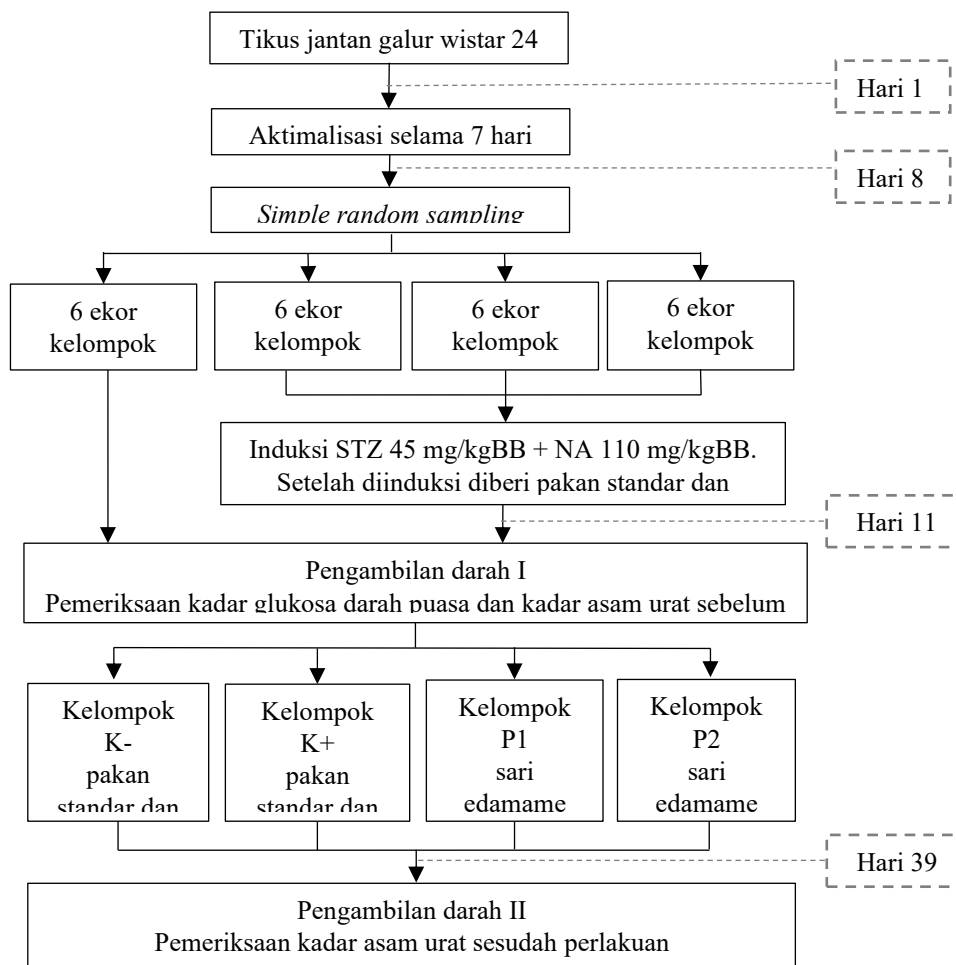 Tikus jantan galur wistar 24
Hari 1
Aktimalisasi selama 7 hari
Hari 8
Simple random sampling
6 ekor
kelompok
6 ekor
kelompok
6 ekor
kelompok
6 ekor
kelompok
Induksi STZ 45 mg/kgBB + NA 110 mg/kgBB.
Setelah diinduksi diberi pakan standar dan
Hari 11
Pengambilan darah I
Pemeriksaan kadar glukosa darah puasa dan kadar asam urat sebelum
Kelompok
K-
pakan
standar dan
Kelompok
K+
pakan
standar dan
Kelompok
P1
sari
edamame
Kelompok
P2
sari
edamame
Hari 39
Pengambilan darah II
Pemeriksaan kadar asam urat sesudah perlakuan